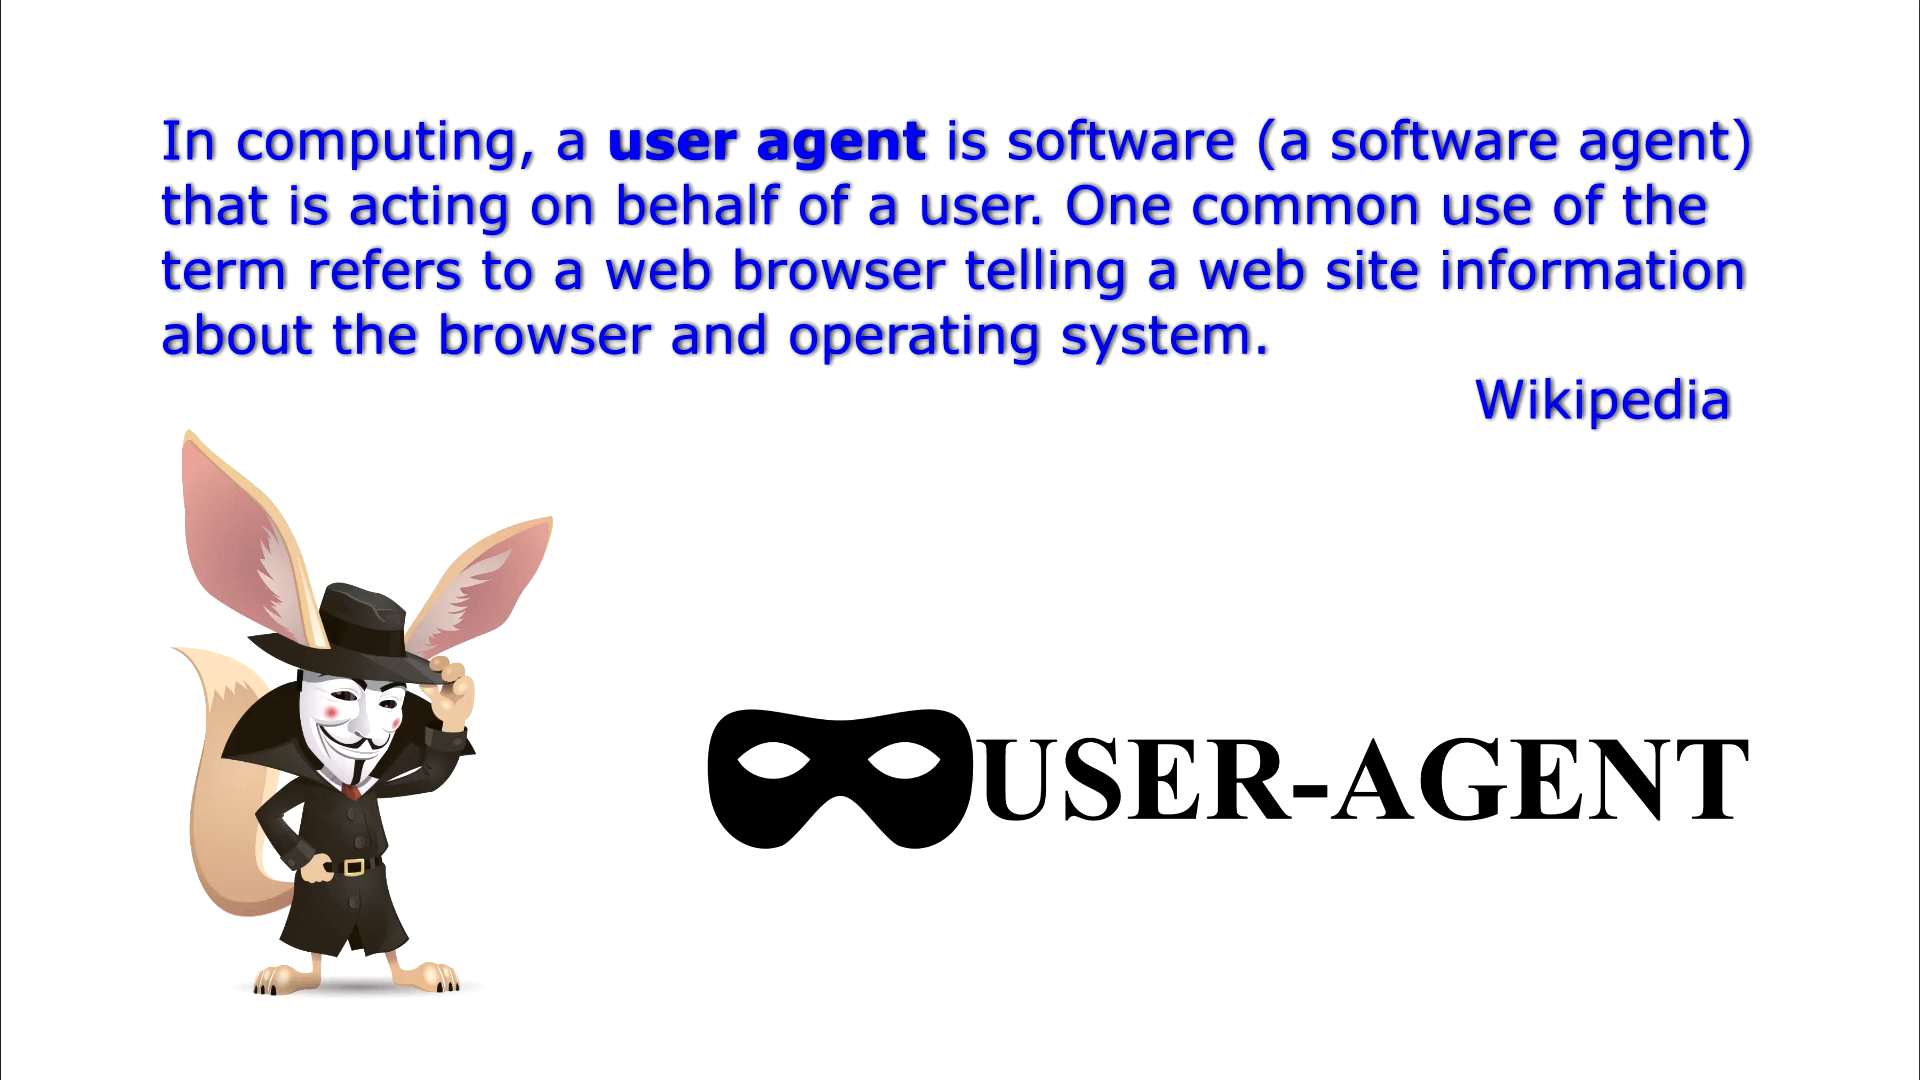 In computing, a user agent is software (a software agent)
that is acting on behalf of a user. One common use of the
term refers to a web browser telling a web site information
about the browser and operating system.
Wikipedia
USER-AGENT